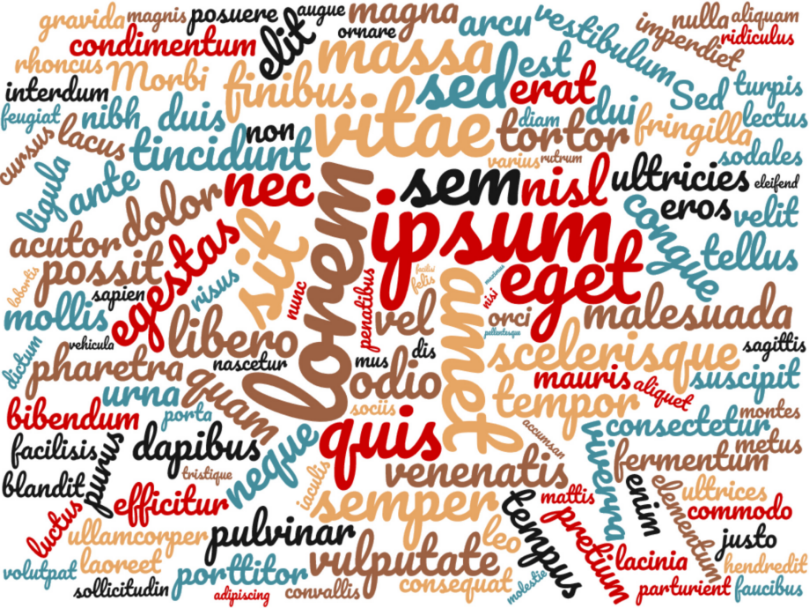 gravida
magnis
posuere
augue
magna
arcu
vestibulum
nulla
aliquam
imperdiet
ridiculus
condimentum
elit
ornare
massa
est
rhoncus
Morbi
finibus
sed
erat
Sed
turpis
interdum
feugiat
nibh
duis
non
vitae
diam
dui
tortor
fringilla
lectus
cursus
lacus
tincidunt
varius
rutrum
sodales
ligula
ante
dolor
nec
lorem
sem
nisl
ultricies
eleifend
eros
velit
congue
acutor
possit
egestas
sit
ipsum
tellus
lobortis
sapien
risus
nunc
penatibus
facilisi
felis
amet
maximus
nisi
eget
mollis
libero
vel
orci
pellentesque
malesuada
dictum
vehicula
pharetra
nascetur
mus
dis
scelerisque
sagittis
quam
odio
mauris
aliquet
suscipit
urna
porta
sociis
tempor
montes
bibendum
consectetur
metus
facilisis
purus
dapibus
neque
quis
accumsan
viverra
fermentum
blandit
tristique
iaculis
venenatis
enim
elementum
ultrices
luctus
efficitur
semper
mattis
commodo
ullamcorper
pulvinar
leo
tempus
pretium
justo
volutpat
laoreet
porttitor
vulputate
lacinia
hendredit
sollicitudin
adipiscing
convallis
consequat
molestie
parturient
faucibus